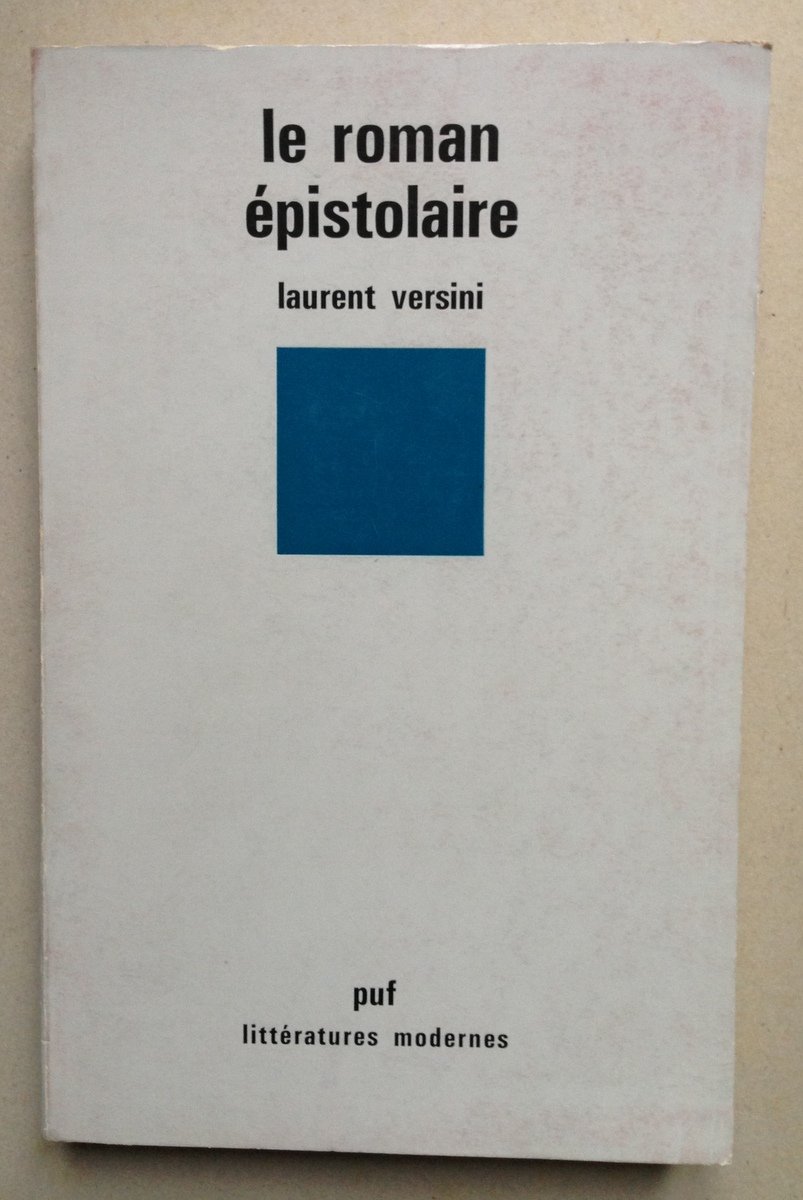 le roman
épistolaire
laurent versini
puf
littératures modernes